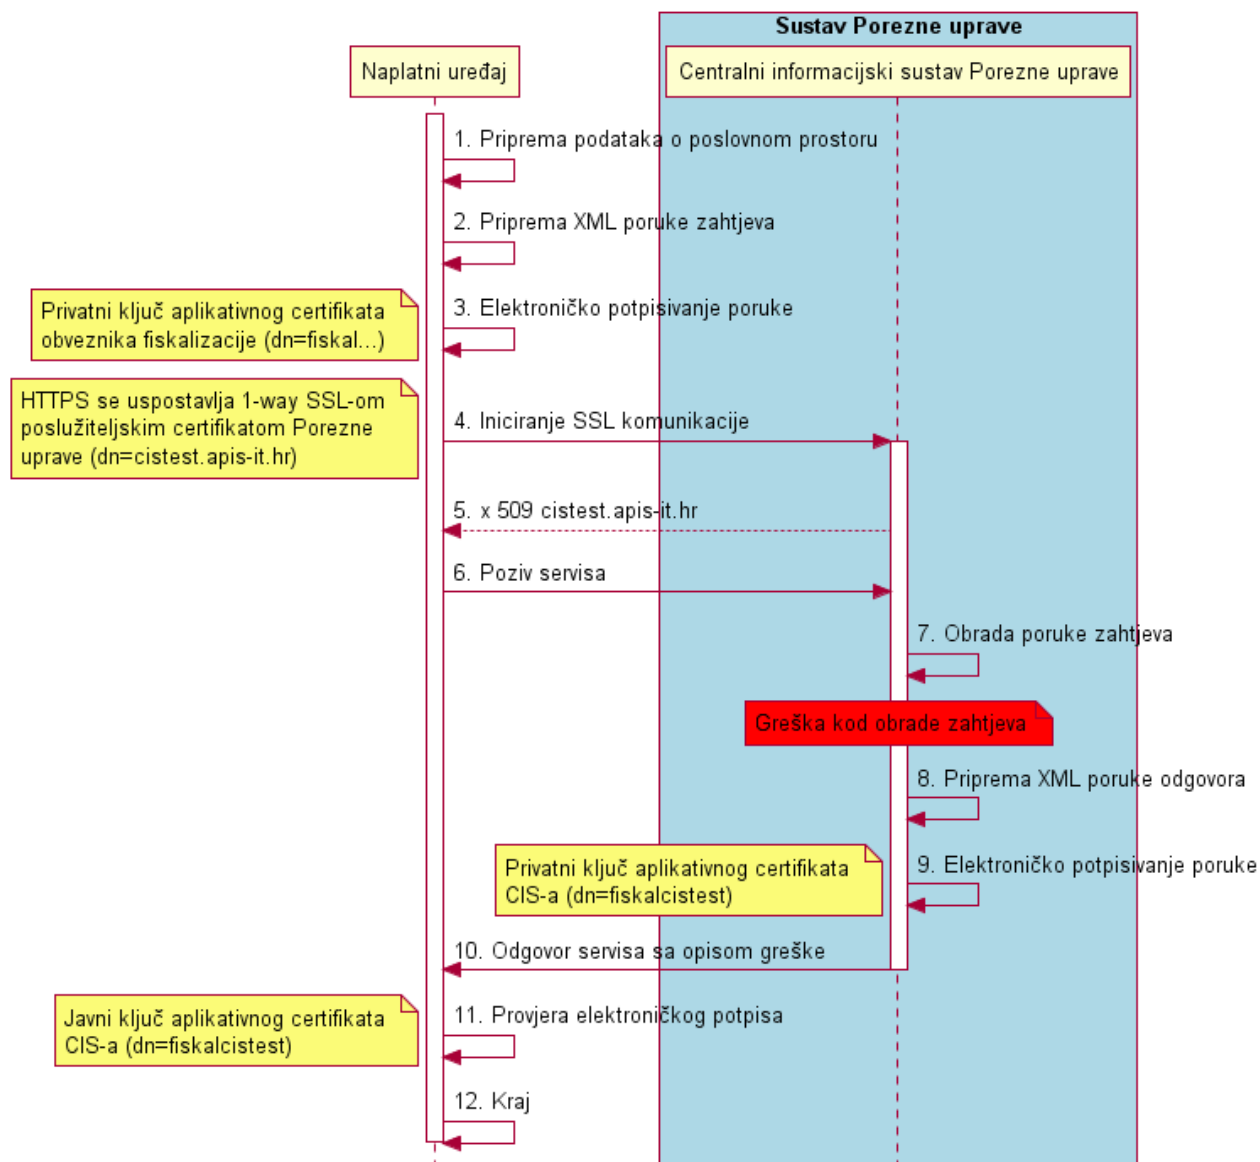 Sustav Porezne uprave
Naplatni uređaj
Centralni informacijski sustav Porezne uprave
1. Priprema podataka o poslovnom prostoru
2. Priprema XML poruke zahtjeva
Privatni ključ aplikativnog certifikata
obveznika fiskalizacije (dn=fiskal...)
3. Elektroničko potpisivanje poruke
HTTPS se uspostavlja 1-way SSL-om
poslužiteljskim certifikatom Porezne
uprave (dn=cistest.apis-it.hr)
4. Iniciranje SSL komunikacije
5. x 509 cistest.apis-it.hr
6. Poziv servisa
7. Obrada poruke zahtjeva
Greška kod obrade zahtjeva
8. Priprema XML poruke odgovora
Privatni ključ aplikativnog certifikata
CIS-a (dn=fiskalcistest)
9. Elektroničko potpisivanje poruke
10. Odgovor servisa sa opisom greške
Javni ključ aplikativnog certifikata
CIS-a (dn=fiskalcistest)
11. Provjera elektroničkog potpisa
12. Kraj